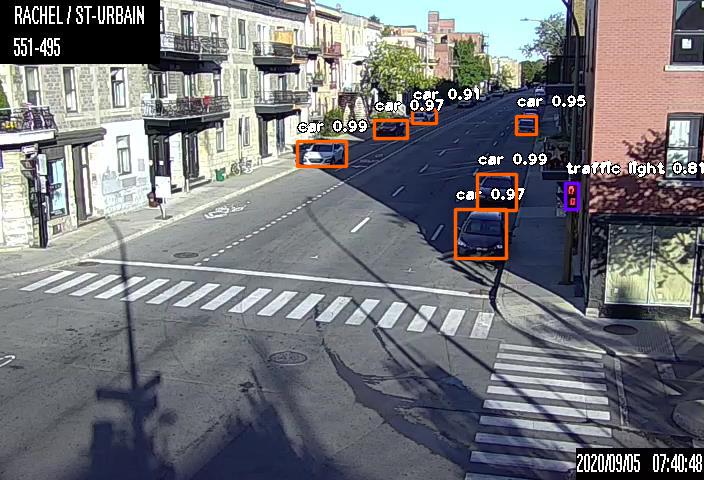 RACHEL / ST-URBAIN
551-495
car 0.91
car 0.97
car 0.95
car 0.99
car 0.99
traffic light 0.81
car 0.97
2020/09/05 07:40:48